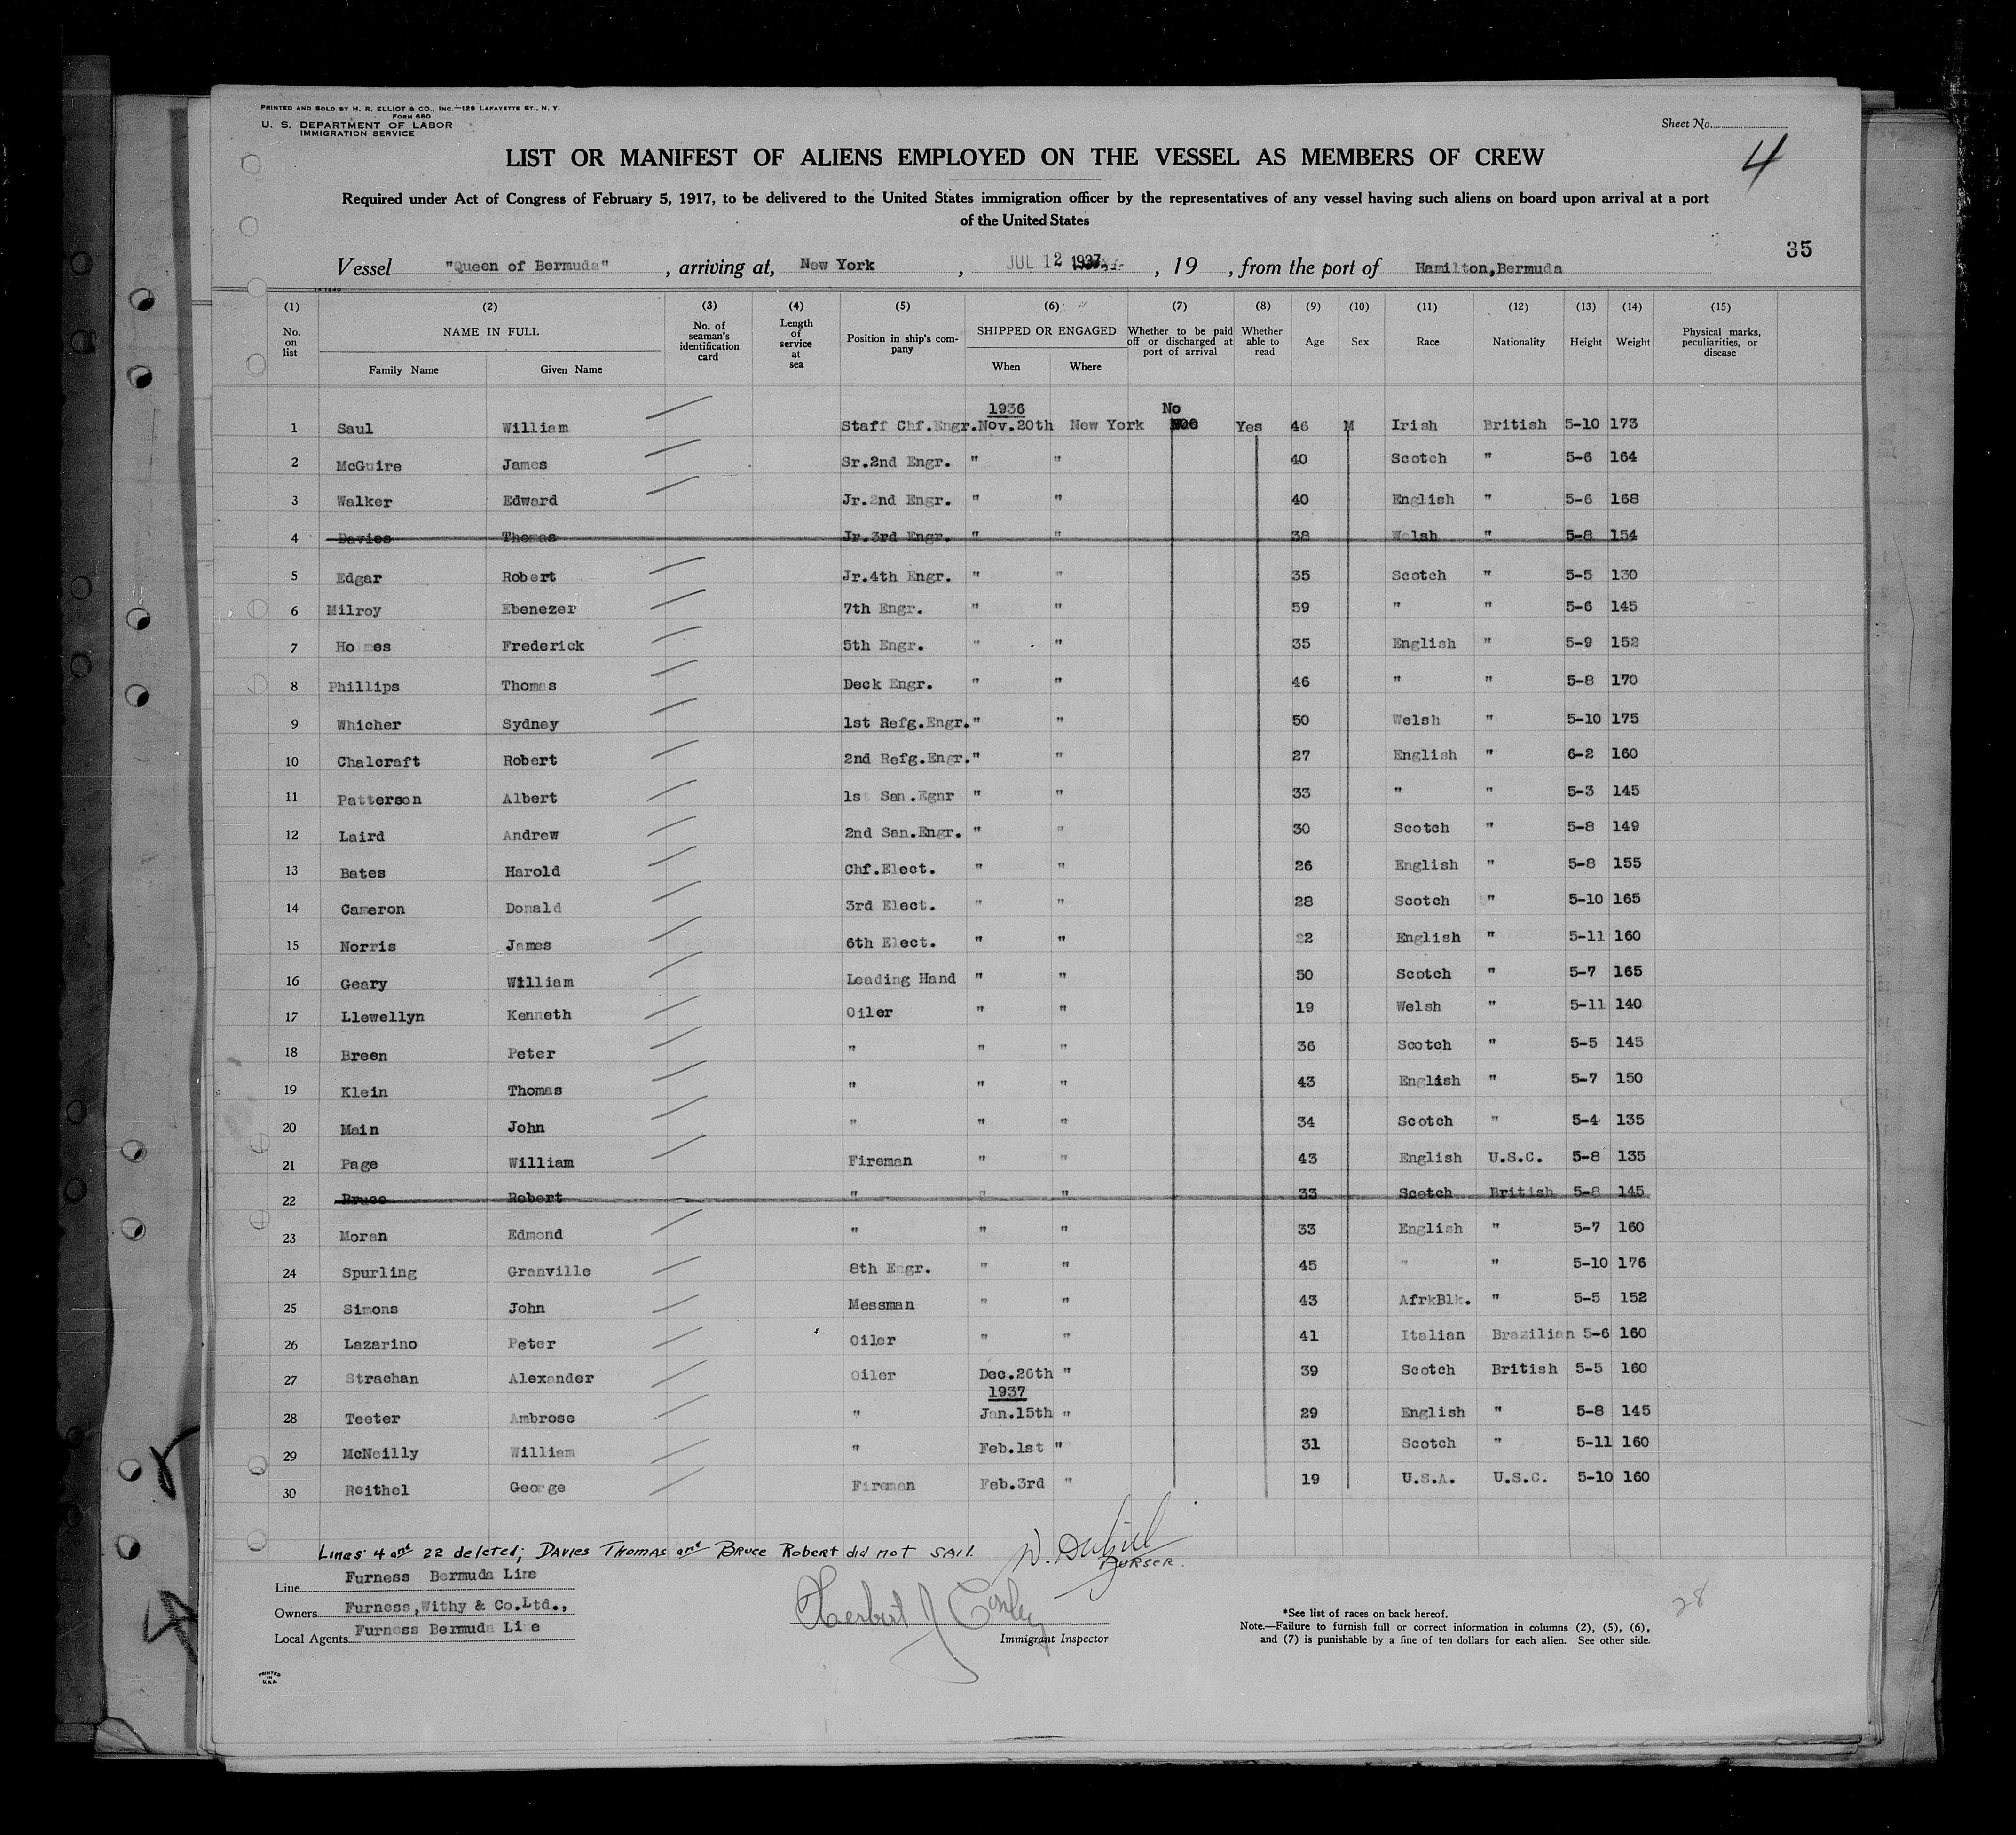 PRINTED AND SOLD BY H. R. ELLIOT & CO., INC.—129 LAFAYETTE ST., N. Y.
FORM 680
U. S. DEPARTMENT OF LABOR
IMMIGRATION SERVICE
Sheet No.
4
LIST OR MANIFEST OF ALIENS EMPLOYED ON THE VESSEL AS MEMBERS OF CREW
Required under Act of Congress of February 5, 1917, to be delivered to the United States immigration officer by the representatives of any vessel having such aliens on board upon arrival at a port
of the United States
35
Vessel "Queen of Bermuda", arriving at, New York, JUL 12 1937, 19 , from the port of Hamilton,Bermuda
(1) No. on list (2) NAME IN FULL Family Name Given Name (3) No. of seaman's identification card (4) Length of service at sea (5) Position in ship's company (6) SHIPPED OR ENGAGED When Where (7) Whether to be paid off or discharged at port of arrival (8) Whether able to read (9) Age (10) Sex (11) Race (12) Nationality (13) Height (14) Weight (15) Physical marks, peculiarities, or disease
1936 No
1 Saul William Staff Chf.Engr. Nov.20th New York Yes 46 M Irish British 5-10 173
2 McGuire James Sr.2nd Engr. " " 40 Scotch " 5-6 164
3 Walker Edward Jr.2nd Engr. " " 40 English " 5-6 168
4 Davies Thomas Jr.3rd Engr. " " 38 Welsh " 5-8 154
5 Edgar Robert Jr.4th Engr. " " 35 Scotch " 5-5 130
6 Milroy Ebenezer 7th Engr. " " 59 " " 5-6 145
7 Holmes Frederick 5th Engr. " " 35 English " 5-9 152
8 Phillips Thomas Deck Engr. " " 46 " " 5-8 170
9 Whicher Sydney 1st Refg.Engr. " " 50 Welsh " 5-10 175
10 Chalcraft Robert 2nd Refg.Engr. " " 27 English " 6-2 160
11 Patterson Albert 1st San.Egnr " " 33 " " 5-3 145
12 Laird Andrew 2nd San.Engr. " " 30 Scotch " 5-8 149
13 Bates Harold Chf.Elect. " " 26 English " 5-8 155
14 Cameron Donald 3rd Elect. " " 28 Scotch " 5-10 165
15 Norris James 6th Elect. " " 22 English " 5-11 160
16 Geary William Leading Hand " " 50 Scotch " 5-7 165
17 Llewellyn Kenneth Oiler " " 19 Welsh " 5-11 140
18 Breen Peter " " " 36 Scotch " 5-5 145
19 Klein Thomas " " " 43 English " 5-7 150
20 Main John " " " 34 Scotch " 5-4 135
21 Page William Fireman " " 43 English U.S.C. 5-8 135
22 Bruce Robert " " " 33 Scotch British 5-8 145
23 Moran Edmond " " " 33 English " 5-7 160
24 Spurling Granville 8th Engr. " " 45 " " 5-10 176
25 Simons John Messman " " 43 AfrkBlk. " 5-5 152
26 Lazarino Peter Oiler " " 41 Italian Brazilian 5-6 160
27 Strachan Alexander Oiler Dec.26th " 39 Scotch British 5-5 160
1937
28 Teeter Ambrose " Jan.15th " 29 English " 5-8 145
29 McNeilly William " Feb.1st " 31 Scotch " 5-11 160
30 Reithel George Fireman Feb.3rd " 19 U.S.A. U.S.C. 5-10 160
Lines 4 and 22 deleted; Davies Thomas and Bruce Robert did not sail.
PURSER.
Line Furness Bermuda Line
Owners Furness,Withy & Co.Ltd.,
Local Agents Furness Bermuda Line
Herbert J Conley
Immigrant Inspector
*See list of races on back hereof.
Note.—Failure to furnish full or correct information in columns (2), (5), (6),
and (7) is punishable by a fine of ten dollars for each alien. See other side.
28
PRINTED
IN
U.S.A.